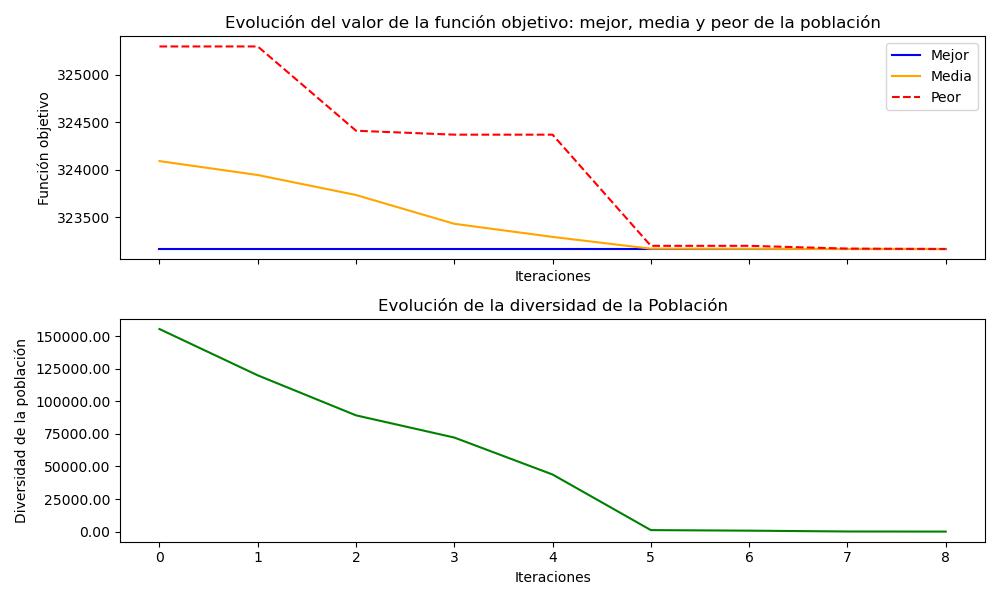 Evolución del valor de la función objetivo: mejor, media y peor de la población
Función objetivo
325000
324500
324000
323500
Mejor
Media
Peor
Iteraciones
Evolución de la diversidad de la Población
Diversidad de la población
150000.00
125000.00
100000.00
75000.00
50000.00
25000.00
0.00
0 1 2 3 4 5 6 7 8
Iteraciones